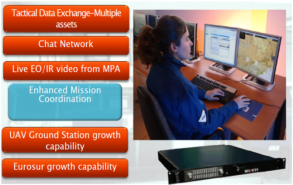 Tactical Data Exchange-Multiple
assets
Chat Network
Live EO/IR video from MPA
Enhanced Mission
Coordination
UAV Ground Station growth
capability
Eurosur growth capability